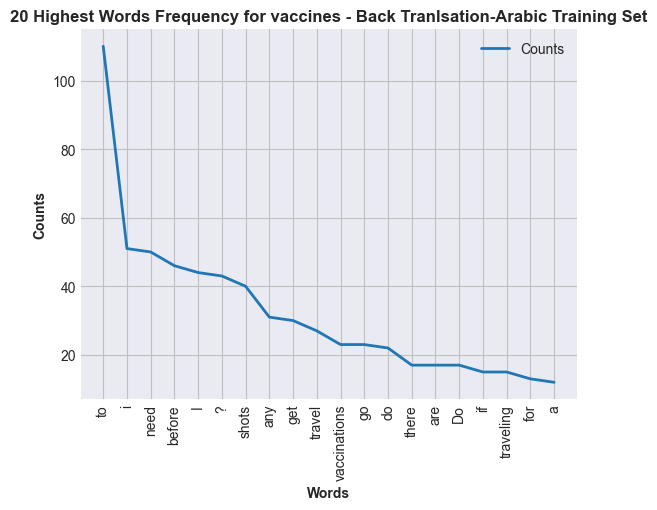 20 Highest Words Frequency for vaccines - Back Tranlsation-Arabic Training Set
Counts
100
80
60
40
20
Counts
to
i
need
before
I
?
shots
any
get
travel
vaccinations
go
do
there
are
Do
if
traveling
for
a
Words